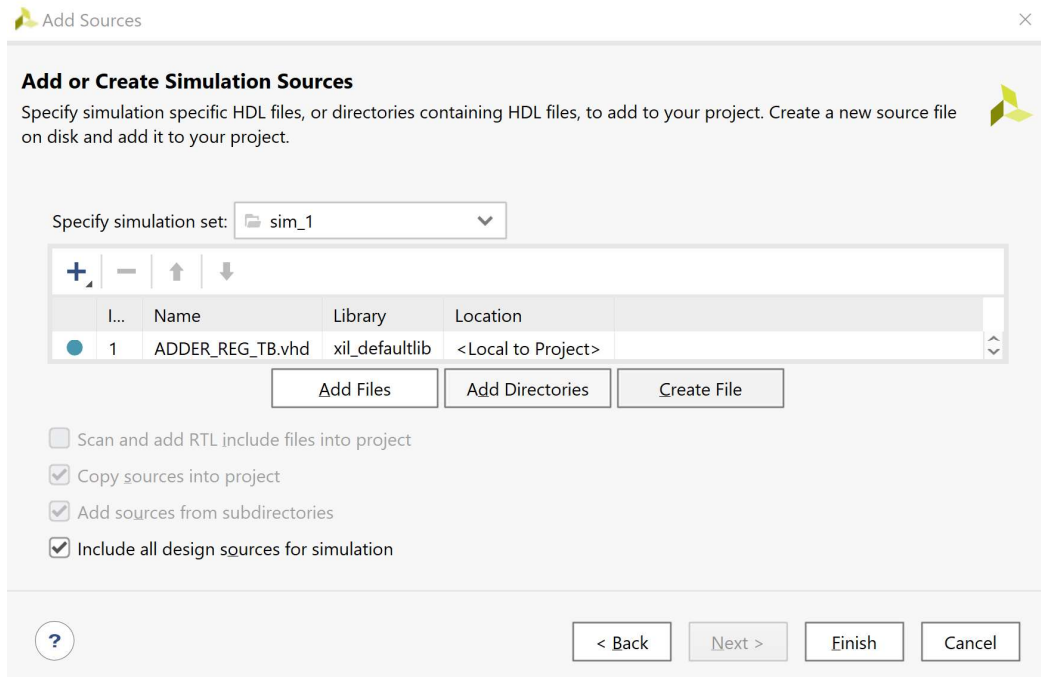 Add Sources
Add or Create Simulation Sources
Specify simulation specific HDL files, or directories containing HDL files, to add to your project. Create a new source file
on disk and add it to your project.
Specify simulation set: sim_1
I... Name Library Location
1 ADDER_REG_TB.vhd xil_defaultlib <Local to Project>
Add Files Add Directories Create File
Scan and add RTL include files into project
Copy sources into project
Add sources from subdirectories
Include all design sources for simulation
? < Back Next > Finish Cancel